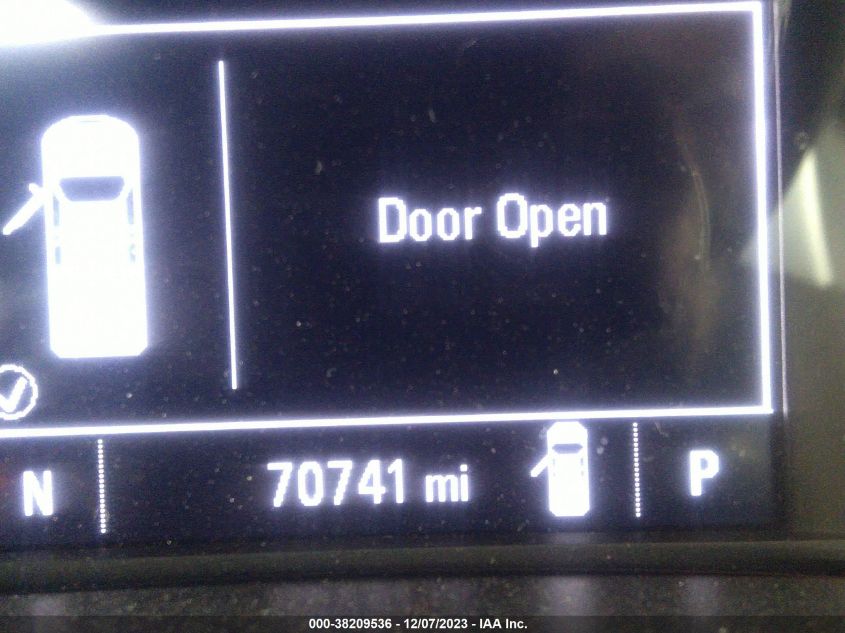 Door Open
N
70741 mi
P
000-38209536 - 12/07/2023 - IAA Inc.